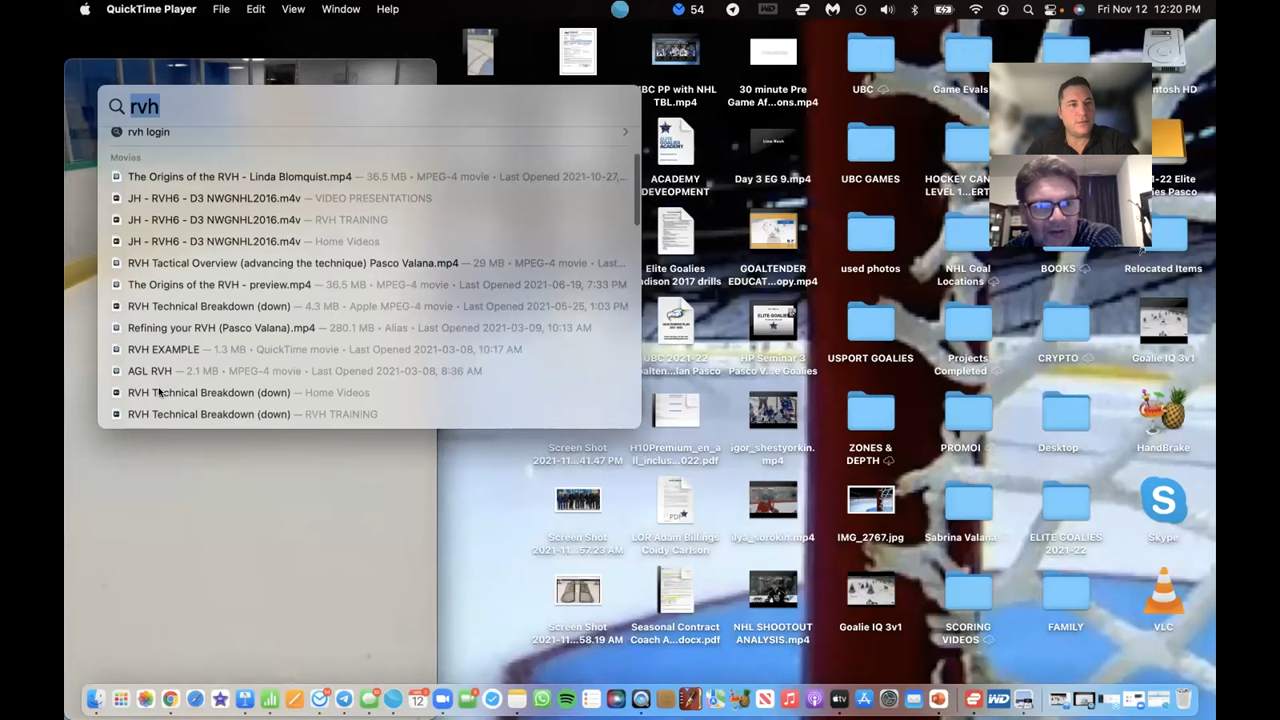 QuickTime Player File Edit View Window Help
54 Fri Nov 12 12:20 PM
rvh
rvh login
Movies
The Origins of the RVH - Linda Blomquist.mp4 — 36.5 MB • MPEG-4 movie • Last Opened 2021-10-27,...
JH - RVH6 - D3 NWGNHL2016.m4v — VIDEO PRESENTATIONS
JH - RVH6 - D3 NWGNHL2016.m4v — RVH TRAINING
JH - RVH6 - D3 NWGNHL2016.m4v — Home Videos
RVH Tactical Overview (advancing the technique) Pasco Valana.mp4 — 29 MB • MPEG-4 movie • Last...
The Origins of the RVH Movement.mp4 — 36.5 MB • MPEG-4 movie • Last Opened 2021-06-19, 7:33 PM
RVH Technical Breakdown (down) — 4.3 MB • Apple MPEG-4 movie • Last Opened 2021-05-25, 1:03 PM
Refining your RVH (Pasco Valana).mp4 — Last Opened 2021-03-09, 10:13 AM
RVH EXAMPLE — 1.3 MB • QuickTime movie • Last Opened 2021-03-08, 10:17 AM
AGL RVH — 2.1 MB • MPEG-4 movie • Last Opened 2021-03-08, 8:36 AM
RVH Technical Breakdown (down) — Home Videos
RVH Technical Breakdown (down) — RVH TRAINING
BC PP with NHL
TBL.mp4
30 minute Pre
Game Af...ons.mp4
UBC
Game Evals
ntosh HD
ACADEMY
DEVELOPMENT
Day 3 EG 9.mp4
UBC GAMES
HOCKEY CAN
LEVEL 1...ERT
-22 Elite
es Pasco
Elite Goalies
Madison 2017 drills
GOALTENDER
EDUCAT...opy.mp4
used photos
NHL Goal
Locations
BOOKS
Relocated Items
UBC 2021-22
...lan Pasco
HP Seminar 3
Pasco V...e Goalies
USPORT GOALIES
Projects
Completed
CRYPTO
Goalie IQ 3v1
Screen Shot
2021-11...41.47 PM
H10Premium_en_a
ll_inclus...022.pdf
igor_shestyorkin.
mp4
ZONES &
DEPTH
PROMOI
Desktop
HandBrake
Screen Shot
2021-11...57.23 AM
LOR Adam Billings
Coidy Carlson
ilya_sorokin.mp4
IMG_2767.jpg
Sabrina Valana
ELITE GOALIES
2021-22
Skype
Screen Shot
2021-11...58.19 AM
Seasonal Contract
Coach A...docx.pdf
NHL SHOOTOUT
ANALYSIS.mp4
Goalie IQ 3v1
SCORING
VIDEOS
FAMILY
VLC